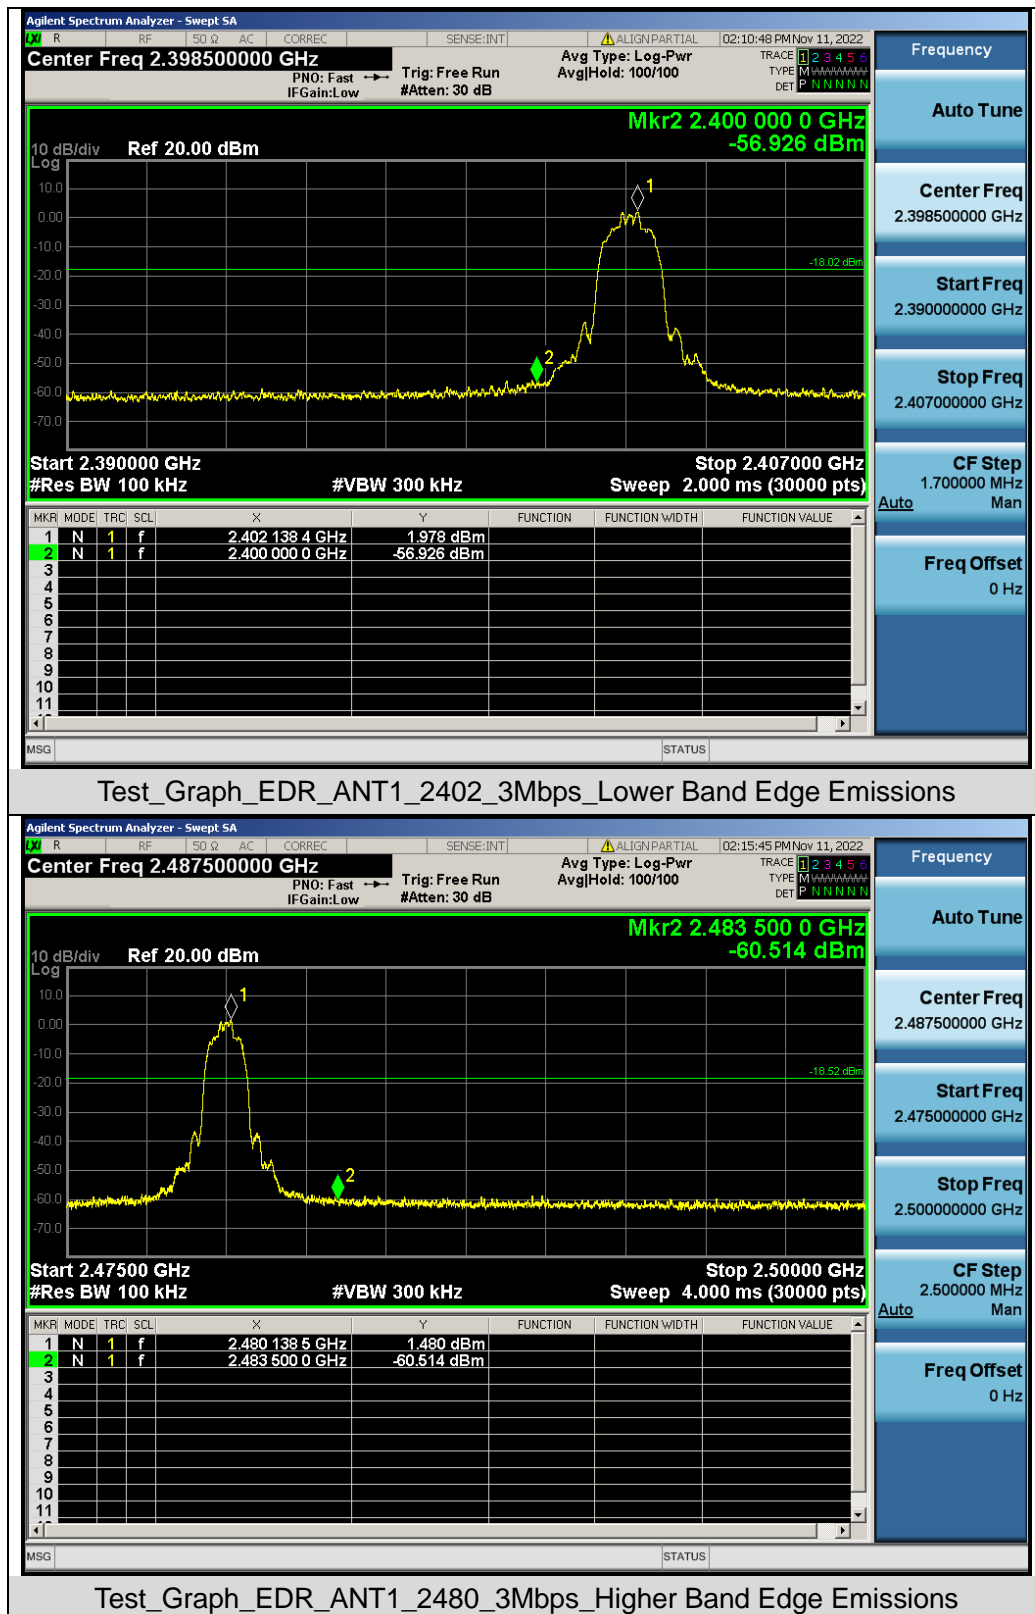 Agilent Spectrum Analyzer - Swept SA
LXI R RF 50 Ω AC CORREC SENSE:INT ALIGN PARTIAL 02:10:48 PM Nov 11, 2022
Center Freq 2.398500000 GHz Avg Type: Log-Pwr TRACE 1 2 3 4 5 6 Frequency
PNO: Fast Trig: Free Run Avg|Hold: 100/100 TYPE M WWWWW
IFGain:Low #Atten: 30 dB DET P N N N N N
Auto Tune
Mkr2 2.400 000 0 GHz
10 dB/div Ref 20.00 dBm -56.926 dBm
Log
10.0
0.00
-10.0
-20.0
-30.0
-40.0
-50.0
-60.0
-70.0
1
-18.02 dBm
2
Center Freq
2.398500000 GHz
Start Freq
2.390000000 GHz
Stop Freq
2.407000000 GHz
Start 2.390000 GHz Stop 2.407000 GHz
#Res BW 100 kHz #VBW 300 kHz Sweep 2.000 ms (30000 pts)
CF Step
1.700000 MHz
Auto Man
MKR MODE TRC SCL X Y FUNCTION FUNCTION WIDTH FUNCTION VALUE
1 N 1 f 2.402 138 4 GHz 1.978 dBm
2 N 1 f 2.400 000 0 GHz -56.926 dBm
3
4
5
6
7
8
9
10
11
Freq Offset
0 Hz
MSG STATUS
Test_Graph_EDR_ANT1_2402_3Mbps_Lower Band Edge Emissions
Agilent Spectrum Analyzer - Swept SA
LXI R RF 50 Ω AC CORREC SENSE:INT ALIGN PARTIAL 02:15:45 PM Nov 11, 2022
Center Freq 2.487500000 GHz Avg Type: Log-Pwr TRACE 1 2 3 4 5 6 Frequency
PNO: Fast Trig: Free Run Avg|Hold: 100/100 TYPE M WWWWW
IFGain:Low #Atten: 30 dB DET P N N N N N
Auto Tune
Mkr2 2.483 500 0 GHz
10 dB/div Ref 20.00 dBm -60.514 dBm
Log
10.0
0.00
-10.0
-20.0
-30.0
-40.0
-50.0
-60.0
-70.0
1
-18.52 dBm
2
Center Freq
2.487500000 GHz
Start Freq
2.475000000 GHz
Stop Freq
2.500000000 GHz
Start 2.47500 GHz Stop 2.50000 GHz
#Res BW 100 kHz #VBW 300 kHz Sweep 4.000 ms (30000 pts)
CF Step
2.500000 MHz
Auto Man
MKR MODE TRC SCL X Y FUNCTION FUNCTION WIDTH FUNCTION VALUE
1 N 1 f 2.480 138 5 GHz 1.480 dBm
2 N 1 f 2.483 500 0 GHz -60.514 dBm
3
4
5
6
7
8
9
10
11
Freq Offset
0 Hz
MSG STATUS
Test_Graph_EDR_ANT1_2480_3Mbps_Higher Band Edge Emissions